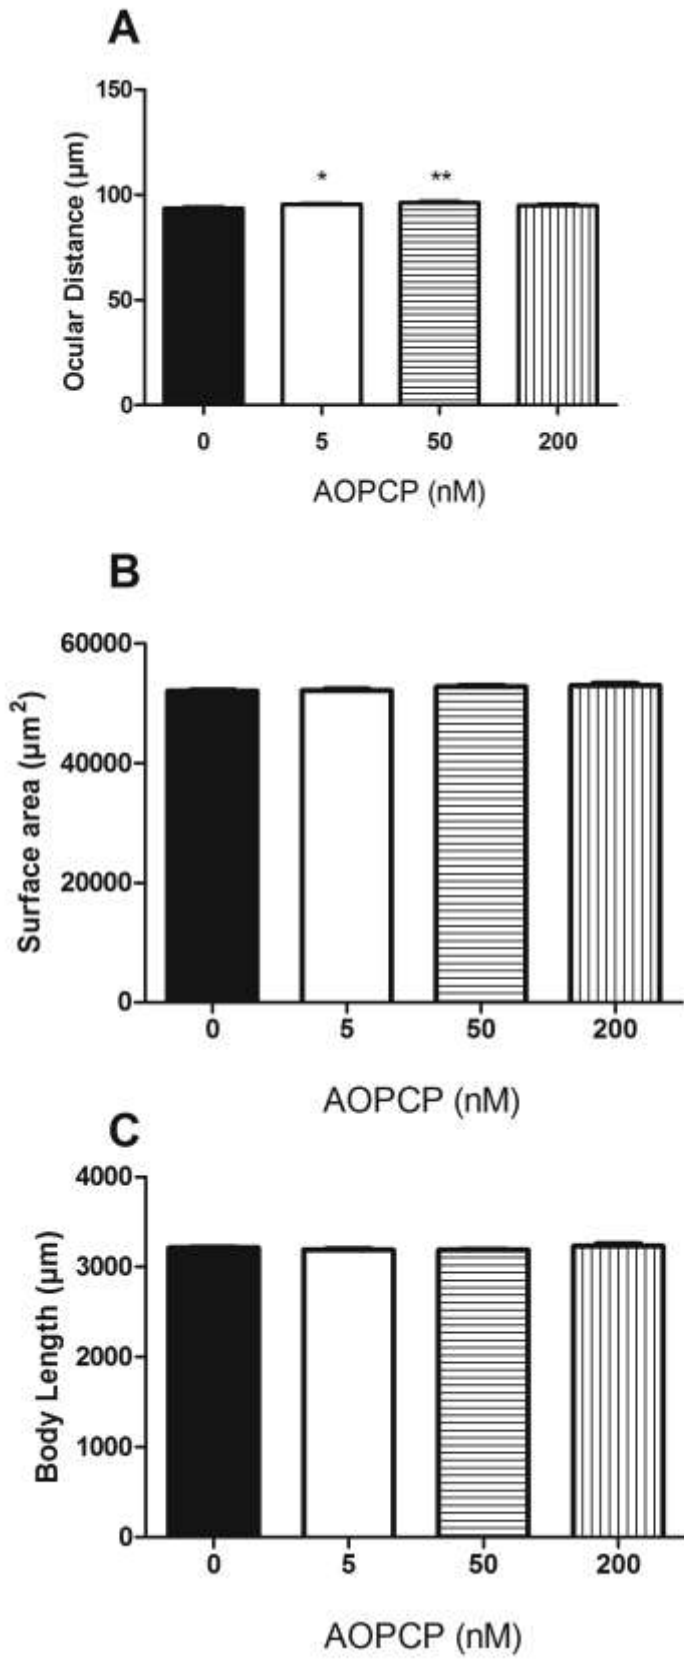 A
150
100
50
0
Ocular Distance (µm)
* **
0 5 50 200
AOPCP (nM)
B
60000
40000
20000
0
Surface area (µm²)
0 5 50 200
AOPCP (nM)
C
4000
3000
2000
1000
0
Body Length (µm)
0 5 50 200
AOPCP (nM)